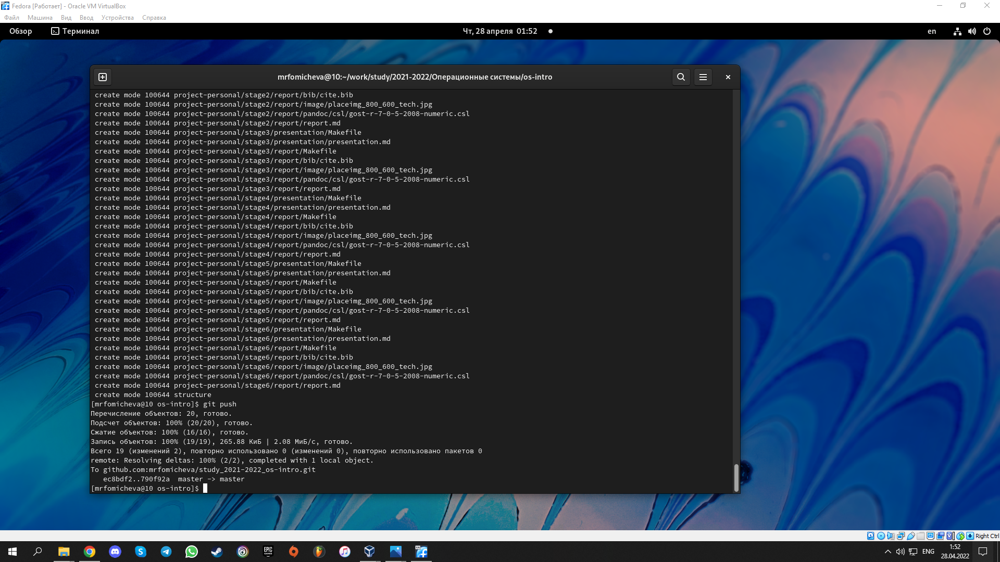 Fedora [Работает] - Oracle VM VirtualBox
Файл Машина Вид Ввод Устройства Справка
Обзор Терминал Чт, 28 апреля 01:52 en
mrfomicheva@10:~/work/study/2021-2022/Операционные системы/os-intro
create mode 100644 project-personal/stage2/report/bib/cite.bib
create mode 100644 project-personal/stage2/report/image/placeimg_800_600_tech.jpg
create mode 100644 project-personal/stage2/report/pandoc/csl/gost-r-7-0-5-2008-numeric.csl
create mode 100644 project-personal/stage2/report/report.md
create mode 100644 project-personal/stage3/presentation/Makefile
create mode 100644 project-personal/stage3/presentation/presentation.md
create mode 100644 project-personal/stage3/report/Makefile
create mode 100644 project-personal/stage3/report/bib/cite.bib
create mode 100644 project-personal/stage3/report/image/placeimg_800_600_tech.jpg
create mode 100644 project-personal/stage3/report/pandoc/csl/gost-r-7-0-5-2008-numeric.csl
create mode 100644 project-personal/stage3/report/report.md
create mode 100644 project-personal/stage4/presentation/Makefile
create mode 100644 project-personal/stage4/presentation/presentation.md
create mode 100644 project-personal/stage4/report/Makefile
create mode 100644 project-personal/stage4/report/bib/cite.bib
create mode 100644 project-personal/stage4/report/image/placeimg_800_600_tech.jpg
create mode 100644 project-personal/stage4/report/pandoc/csl/gost-r-7-0-5-2008-numeric.csl
create mode 100644 project-personal/stage4/report/report.md
create mode 100644 project-personal/stage5/presentation/Makefile
create mode 100644 project-personal/stage5/presentation/presentation.md
create mode 100644 project-personal/stage5/report/Makefile
create mode 100644 project-personal/stage5/report/bib/cite.bib
create mode 100644 project-personal/stage5/report/image/placeimg_800_600_tech.jpg
create mode 100644 project-personal/stage5/report/pandoc/csl/gost-r-7-0-5-2008-numeric.csl
create mode 100644 project-personal/stage5/report/report.md
create mode 100644 project-personal/stage6/presentation/Makefile
create mode 100644 project-personal/stage6/presentation/presentation.md
create mode 100644 project-personal/stage6/report/Makefile
create mode 100644 project-personal/stage6/report/bib/cite.bib
create mode 100644 project-personal/stage6/report/image/placeimg_800_600_tech.jpg
create mode 100644 project-personal/stage6/report/pandoc/csl/gost-r-7-0-5-2008-numeric.csl
create mode 100644 project-personal/stage6/report/report.md
create mode 100644 structure
[mrfomicheva@10 os-intro]$ git push
Перечисление объектов: 20, готово.
Подсчет объектов: 100% (20/20), готово.
Сжатие объектов: 100% (16/16), готово.
Запись объектов: 100% (19/19), 265.88 КиБ | 2.08 МиБ/с, готово.
Всего 19 (изменений 2), повторно использовано 0 (изменений 0), повторно использовано пакетов 0
remote: Resolving deltas: 100% (2/2), completed with 1 local object.
To github.com:mrfomicheva/study_2021-2022_os-intro.git
ec8bdf2..790f92a master -> master
[mrfomicheva@10 os-intro]$
Right Ctrl
EPIC GAMES
ENG
1:52
28.04.2022